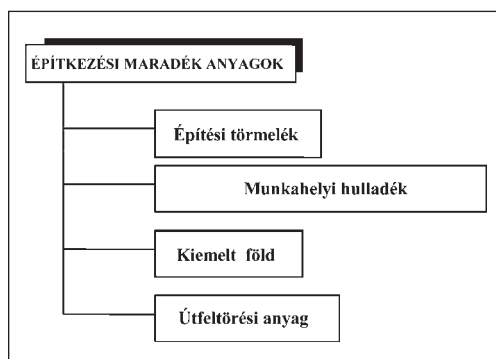 ÉPÍTKEZÉSI MARADÉK ANYAGOK
Építési törmelék
Munkahelyi hulladék
Kiemelt föld
Útfeltörési anyag